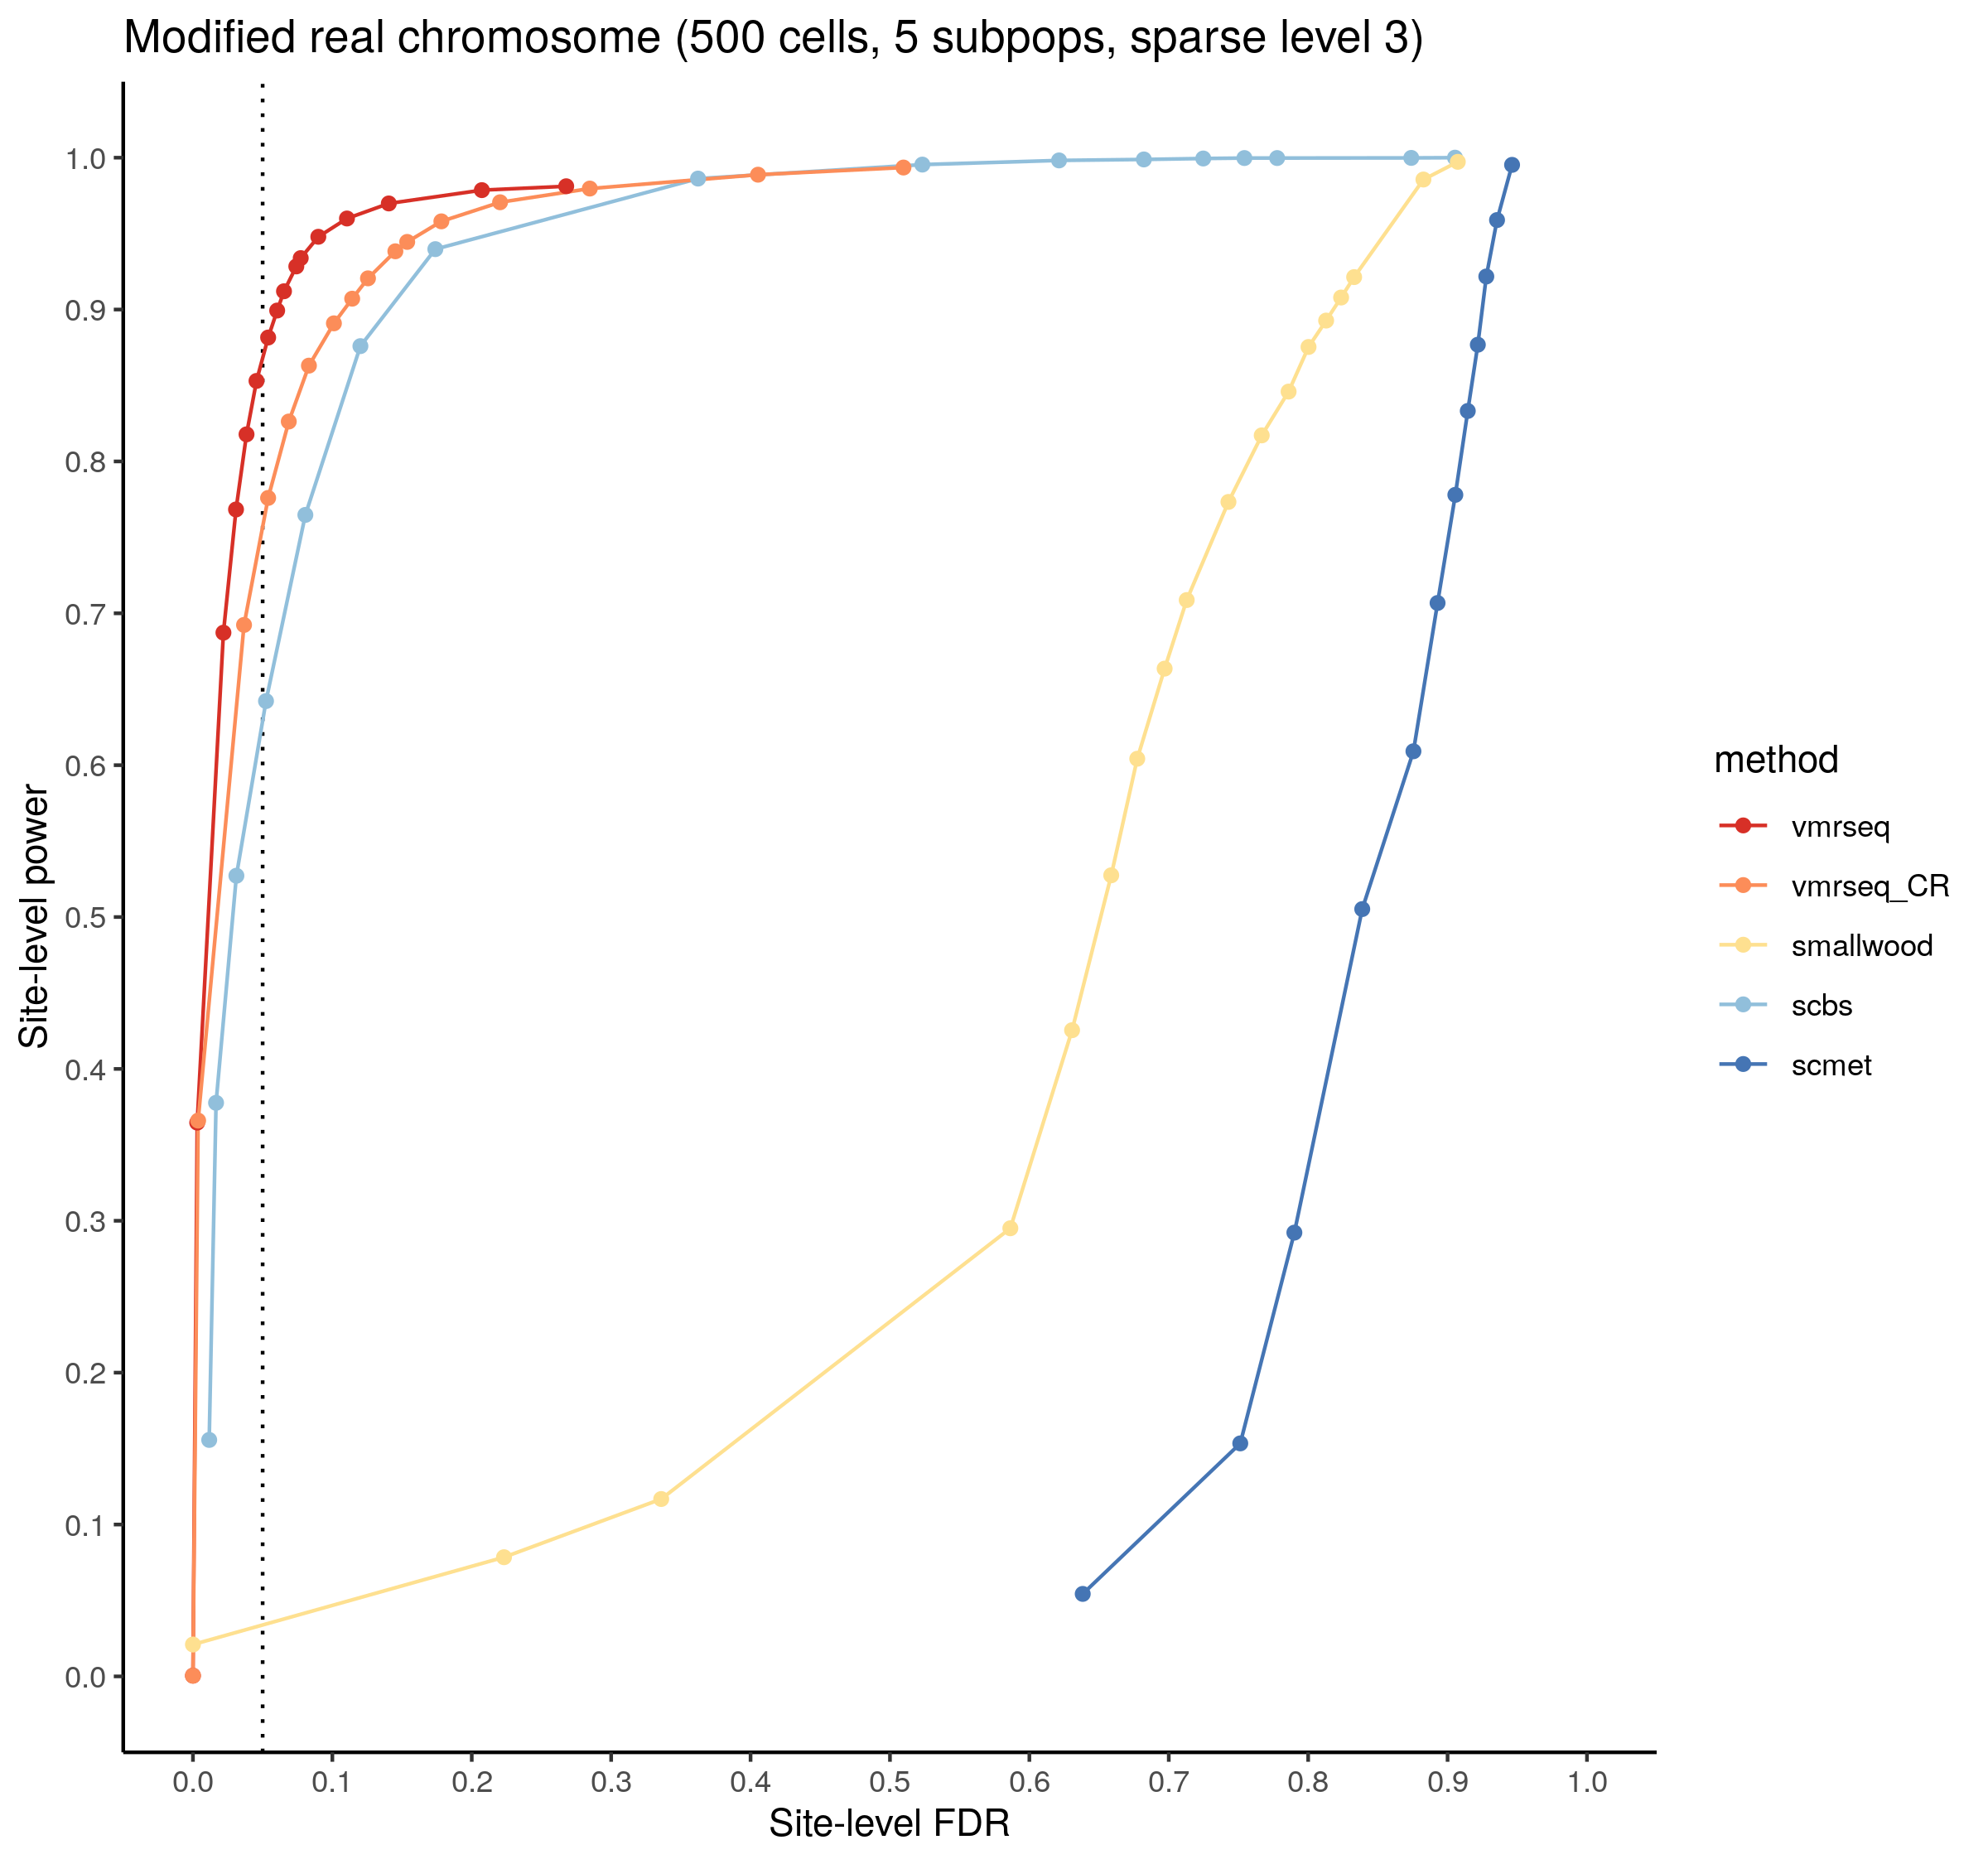 Modified real chromosome (500 cells, 5 subpops, sparse level 3)
Site-level power
1.0
0.9
0.8
0.7
0.6
0.5
0.4
0.3
0.2
0.1
0.0
0.0 0.1 0.2 0.3 0.4 0.5 0.6 0.7 0.8 0.9 1.0
Site-level FDR
method
vmrseq
vmrseq_CR
smallwood
scbs
scmet